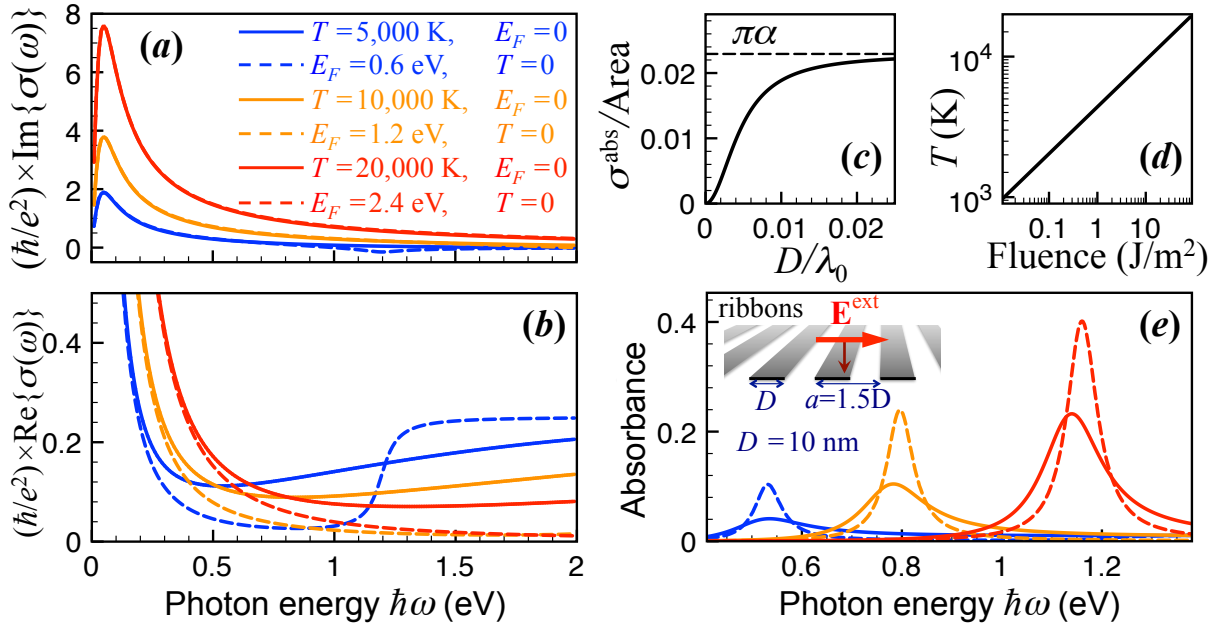 (ħ/e²)×Im{σ(ω)}
8
6
4
2
0
(a)
T = 5,000 K, E_F = 0
E_F = 0.6 eV, T = 0
T = 10,000 K, E_F = 0
E_F = 1.2 eV, T = 0
T = 20,000 K, E_F = 0
E_F = 2.4 eV, T = 0
(ħ/e²)×Re{σ(ω)}
0.4
0.2
0
(b)
0 0.5 1 1.5 2
Photon energy ħω (eV)
σ^abs/Area
πα
0.02
0.01
0
(c)
0 0.01 0.02
D/λ₀
T (K)
10⁴
10³
(d)
0.1 1 10
Fluence (J/m²)
Absorbance
0.4
0.2
0
(e)
ribbons
E^ext
D
a=1.5D
D = 10 nm
0.6 0.8 1 1.2
Photon energy ħω (eV)